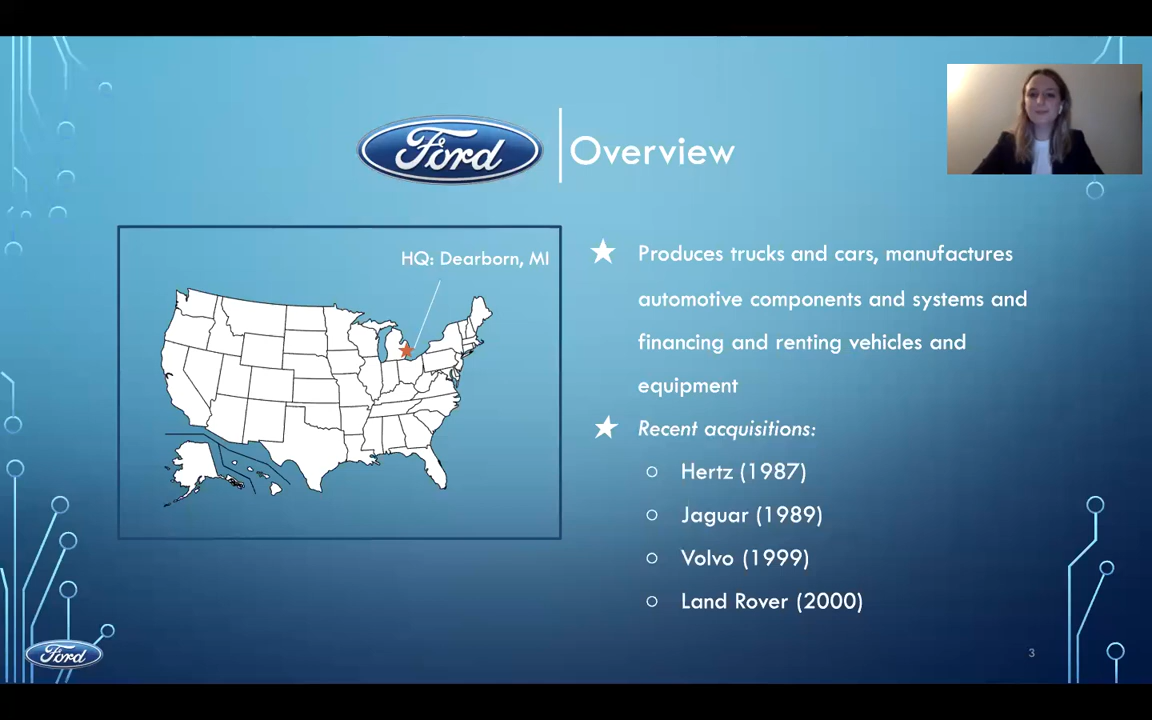 Ford
Overview
HQ: Dearborn, MI
Produces trucks and cars, manufactures
automotive components and systems and
financing and renting vehicles and
equipment
Recent acquisitions:
Hertz (1987)
Jaguar (1989)
Volvo (1999)
Land Rover (2000)
Ford
3